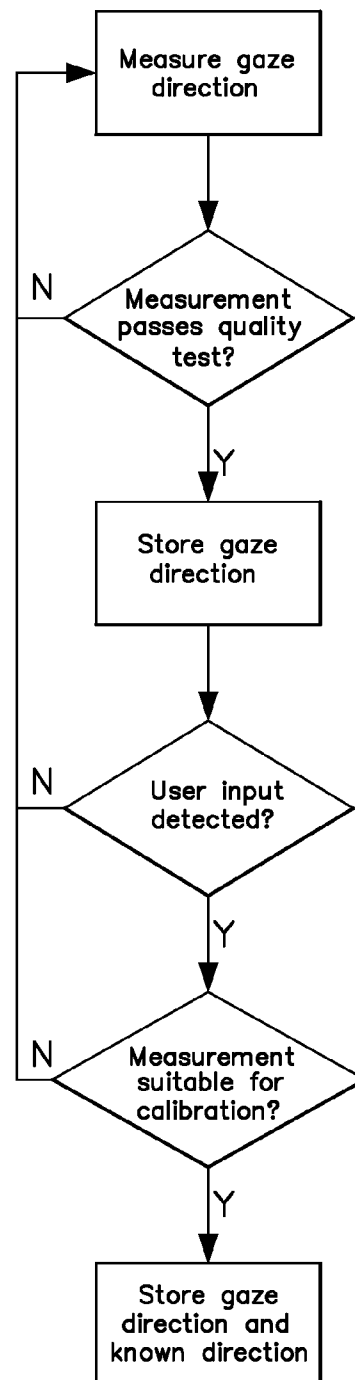 Measure gaze
direction
N
Measurement
passes quality
test?
Y
Store gaze
direction
N
User input
detected?
Y
N
Measurement
suitable for
calibration?
Y
Store gaze
direction and
known direction